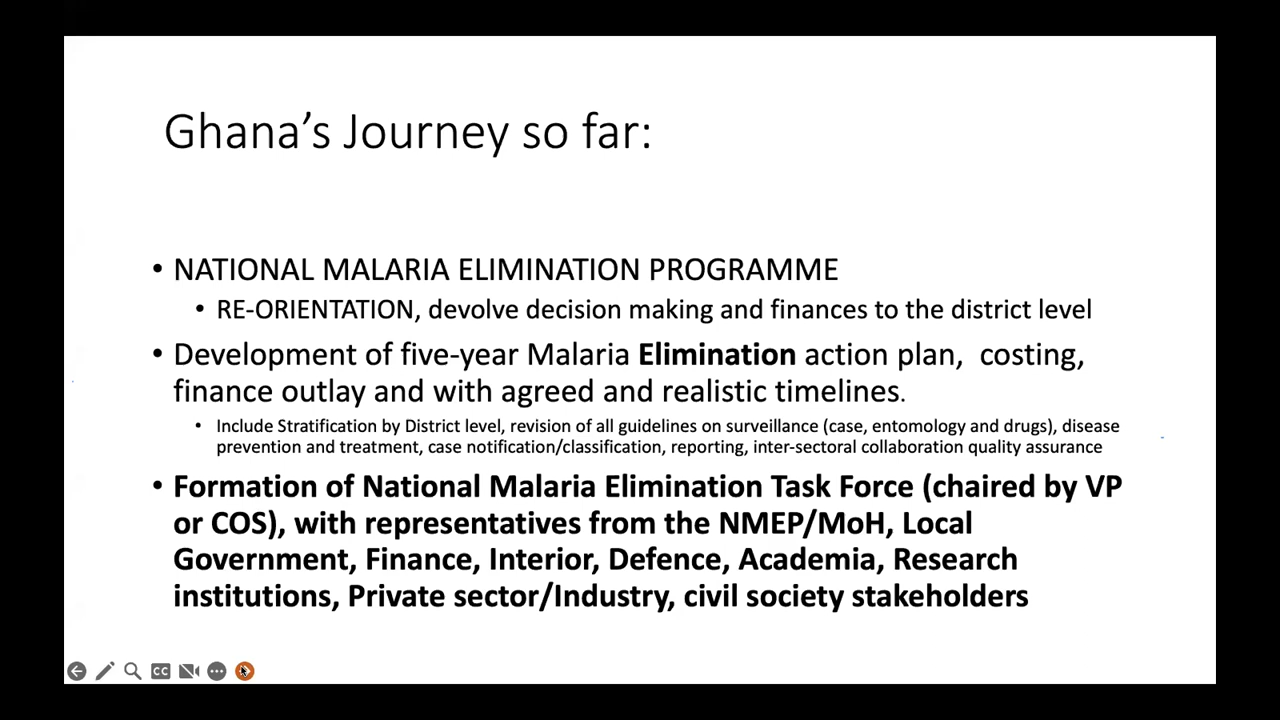 Ghana's Journey so far:
• NATIONAL MALARIA ELIMINATION PROGRAMME
• RE-ORIENTATION, devolve decision making and finances to the district level
• Development of five-year Malaria Elimination action plan, costing,
finance outlay and with agreed and realistic timelines.
• Include Stratification by District level, revision of all guidelines on surveillance (case, entomology and drugs), disease
prevention and treatment, case notification/classification, reporting, inter-sectoral collaboration quality assurance
• Formation of National Malaria Elimination Task Force (chaired by VP
or COS), with representatives from the NMEP/MoH, Local
Government, Finance, Interior, Defence, Academia, Research
institutions, Private sector/Industry, civil society stakeholders
CC